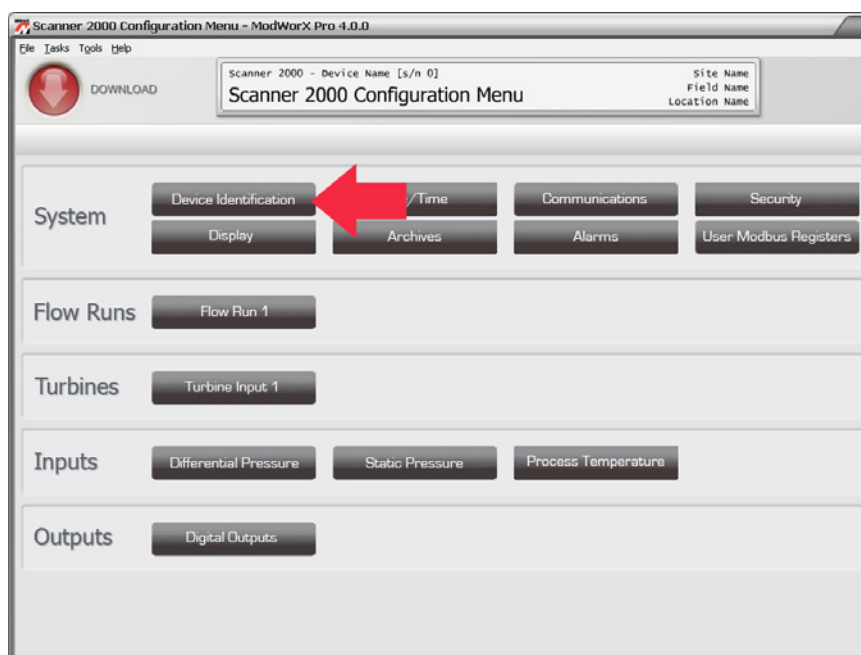 Scanner 2000 Configuration Menu - ModWorX Pro 4.0.0
File Tasks Tools Help
DOWNLOAD
Scanner 2000 - Device Name [s/n 0]
Scanner 2000 Configuration Menu
Site Name
Field Name
Location Name
System
Device Identification
/Time
Communications
Security
Display
Archives
Alarms
User Modbus Registers
Flow Runs
Flow Run 1
Turbines
Turbine Input 1
Inputs
Differential Pressure
Static Pressure
Process Temperature
Outputs
Digital Outputs